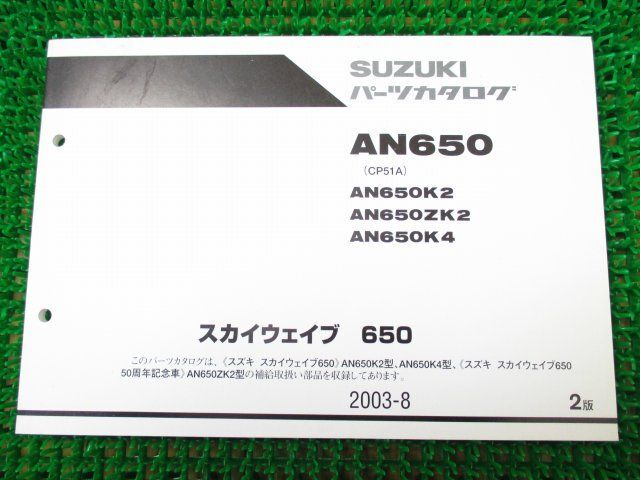 SUZUKI
パーツカタログ
AN650
（CP51A）
AN650K2
AN650ZK2
AN650K4
スカイウェイブ 650
このパーツカタログは、《スズキ スカイウェイブ650》AN650K2型、AN650K4型、《スズキ スカイウェイブ650
50周年記念車》AN650ZK2型の補給取扱い部品を収録してあります。
2003-8
2版